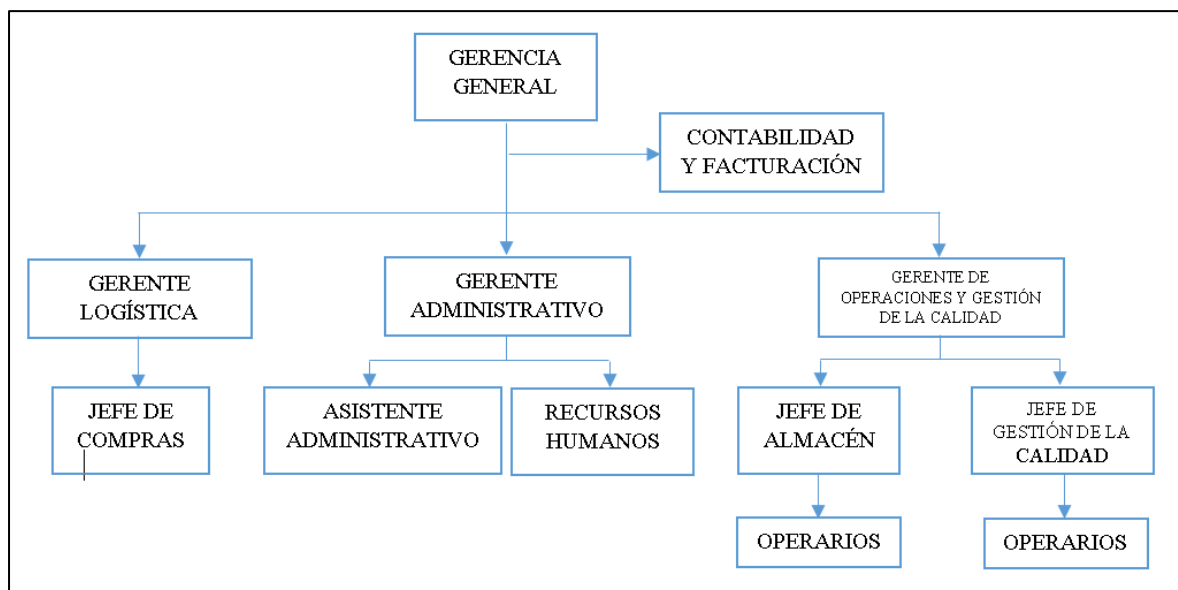 GERENCIA
GENERAL
CONTABILIDAD
Y FACTURACIÓN
GERENTE
LOGÍSTICA
GERENTE
ADMINISTRATIVO
GERENTE DE
OPERACIONES Y GESTIÓN
DE LA CALIDAD
JEFE DE
COMPRAS
ASISTENTE
ADMINISTRATIVO
RECURSOS
HUMANOS
JEFE DE
ALMACÉN
JEFE DE
GESTIÓN DE LA
CALIDAD
OPERARIOS
OPERARIOS